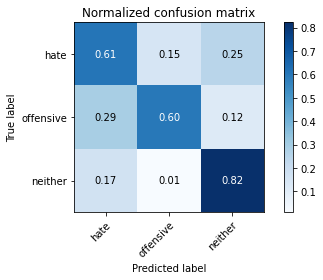 Normalized confusion matrix
True label
hate
offensive
neither
0.61 0.15 0.25
0.29 0.60 0.12
0.17 0.01 0.82
hate
offensive
neither
Predicted label
0.8
0.7
0.6
0.5
0.4
0.3
0.2
0.1